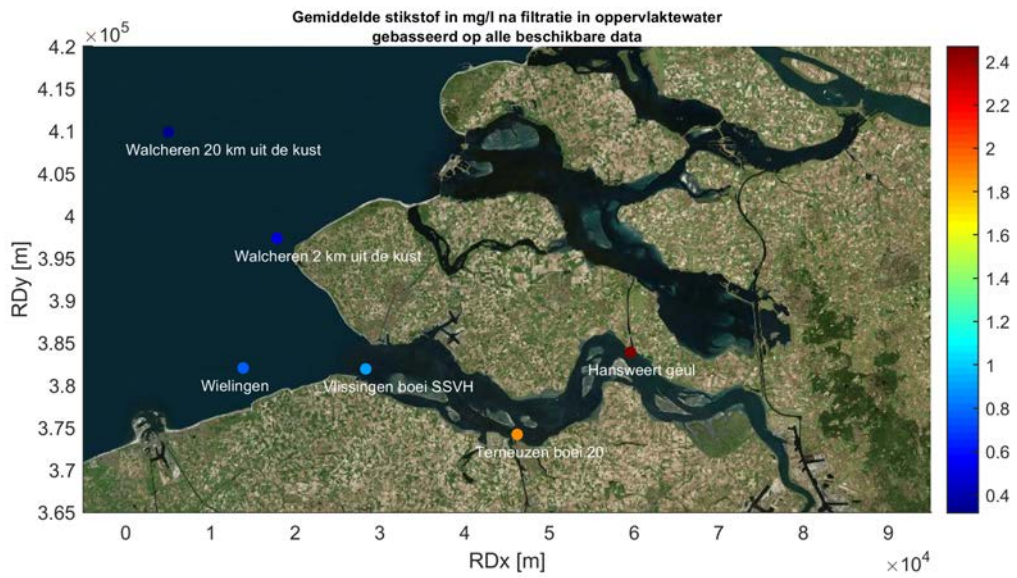 Gemiddelde stikstof in mg/l na filtratie in oppervlaktewater
gebasseerd op alle beschikbare data
×10⁵
4.2
4.15
4.1
4.05
4
3.95
3.9
3.85
3.8
3.75
3.7
3.65
RDy [m]
Walcheren 20 km uit de kust
Walcheren 2 km uit de kust
Wielingen
Vlissingen boei SSVH
Hansweert geul
Terneuzen boei 20
0 1 2 3 4 5 6 7 8 9
RDx [m]
×10⁴
2.4
2.2
2
1.8
1.6
1.4
1.2
1
0.8
0.6
0.4